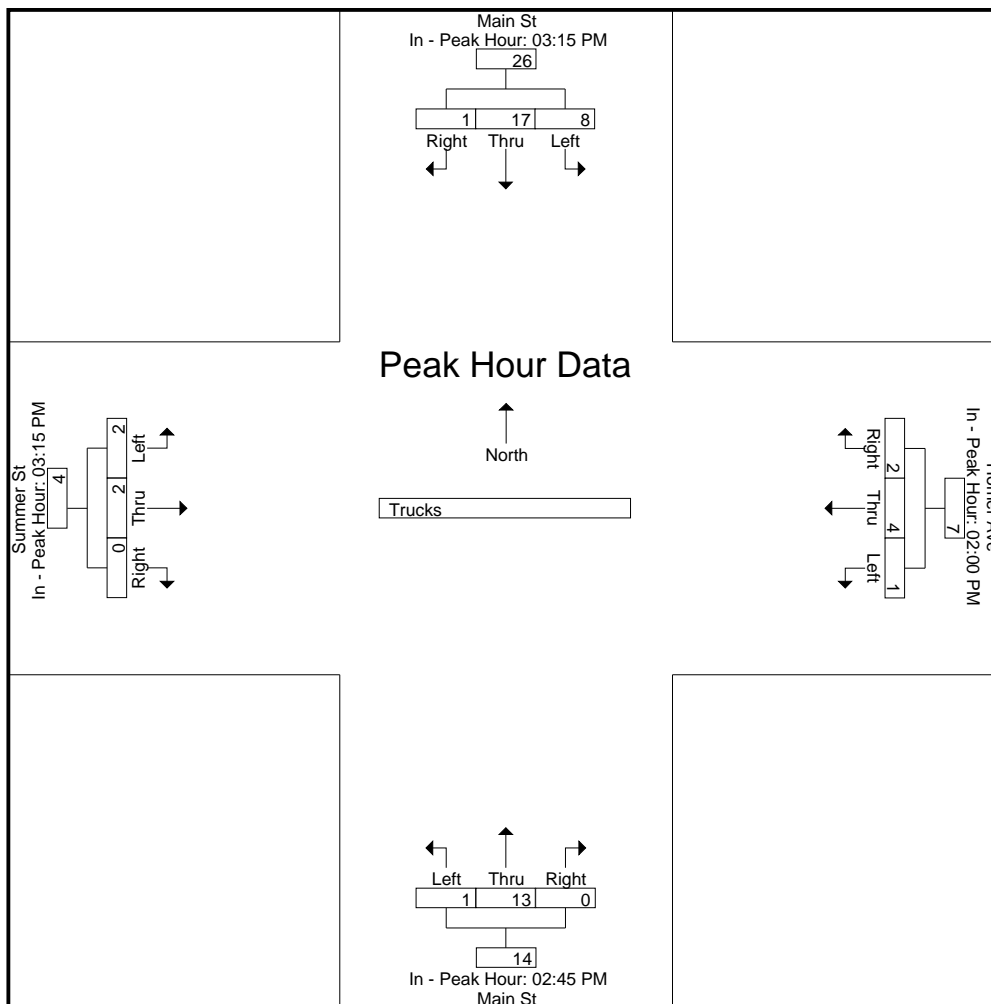 Main St
In - Peak Hour: 03:15 PM
26
1 17 8
Right Thru Left
Peak Hour Data
North
Trucks
Summer St
In - Peak Hour: 03:15 PM
4
2 2 0
Left Thru Right
In - Peak Hour: 02:00 PM
7
2 4 1
Right Thru Left
Left Thru Right
1 13 0
14
In - Peak Hour: 02:45 PM
Main St